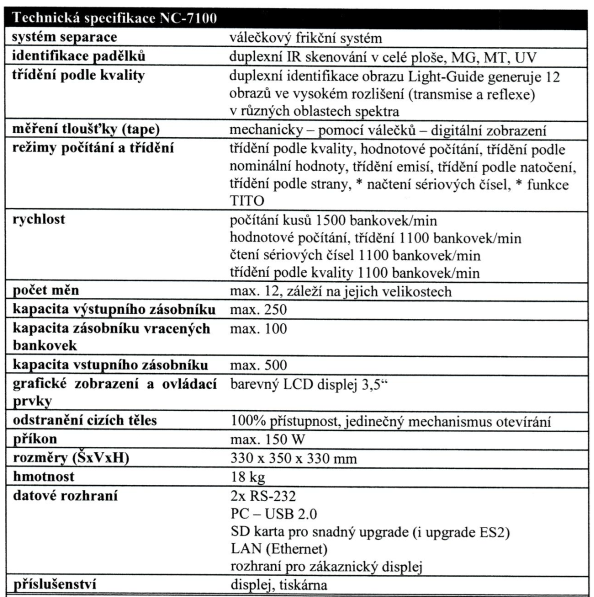 Technická specifikace NC-7100
systém separace válečkový frikční systém
identifikace padělků duplexní IR skenování v celé ploše, MG, MT, UV
třídění podle kvality duplexní identifikace obrazu Light-Guide generuje 12
obrazů ve vysokém rozlišení (transmise a reflexe)
v různých oblastech spektra
měření tloušťky (tape) mechanicky – pomocí válečků – digitální zobrazení
režimy počítání a třídění třídění podle kvality, hodnotové počítání, třídění podle
nominální hodnoty, třídění emisí, třídění podle natočení,
třídění podle strany, * načtení sériových čísel, * funkce
TITO
rychlost počítání kusů 1500 bankovek/min
hodnotové počítání, třídění 1100 bankovek/min
čtení sériových čísel 1100 bankovek/min
třídění podle kvality 1100 bankovek/min
počet měn max. 12, záleží na jejich velikostech
kapacita výstupního zásobníku max. 250
kapacita zásobníku vracených max. 100
bankovek
kapacita vstupního zásobníku max. 500
grafické zobrazení a ovládací barevný LCD displej 3,5“
prvky
odstranění cizích těles 100% přístupnost, jedinečný mechanismus otevírání
příkon max. 150 W
rozměry (ŠxVxH) 330 x 350 x 330 mm
hmotnost 18 kg
datové rozhraní 2x RS-232
PC – USB 2.0
SD karta pro snadný upgrade (i upgrade ES2)
LAN (Ethernet)
rozhraní pro zákaznický displej
příslušenství displej, tiskárna